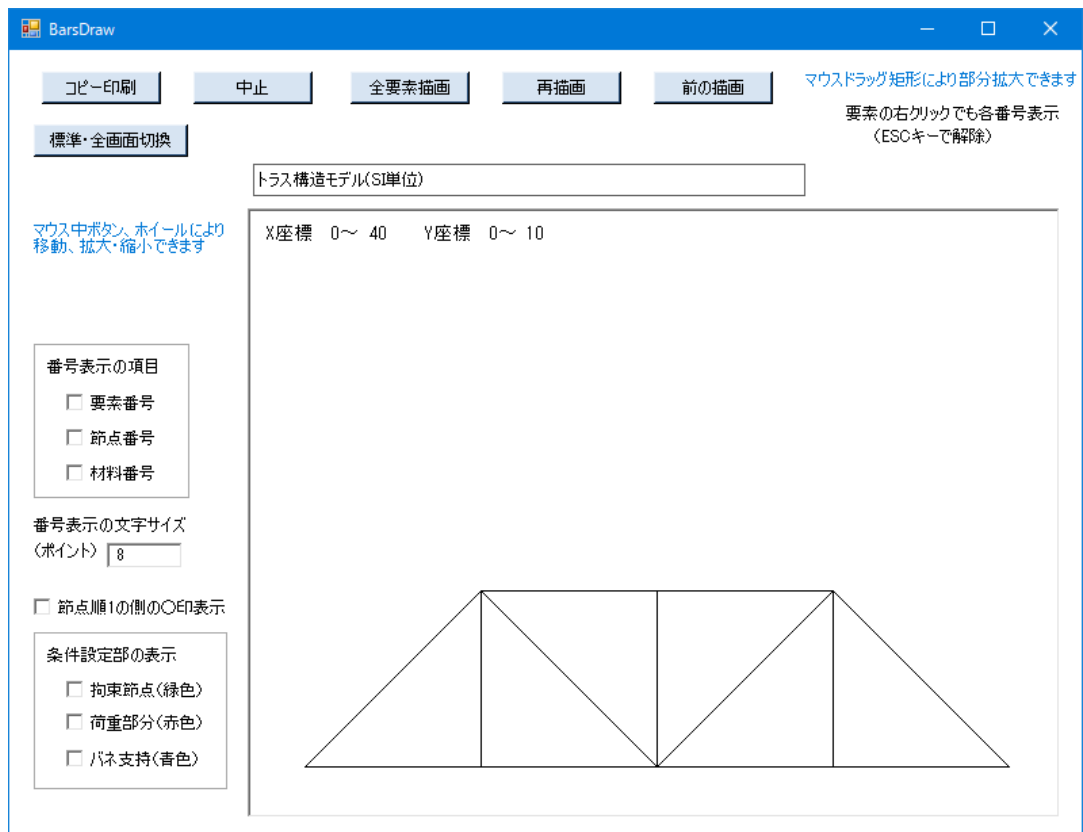 BarsDraw
コピー印刷
中止
全要素描画
再描画
前の描画
マウスドラッグ矩形により部分拡大できます
要素の右クリックでも各番号表示
(ESCキーで解除)
標準・全画面切換
トラス構造モデル(SI単位)
マウス中ボタン、ホイールにより
移動、拡大・縮小できます
X座標 0～ 40 Y座標 0～ 10
番号表示の項目
要素番号
節点番号
材料番号
番号表示の文字サイズ
(ポイント) 8
節点順1の側の〇印表示
条件設定部の表示
拘束節点(緑色)
荷重部分(赤色)
バネ支持(青色)